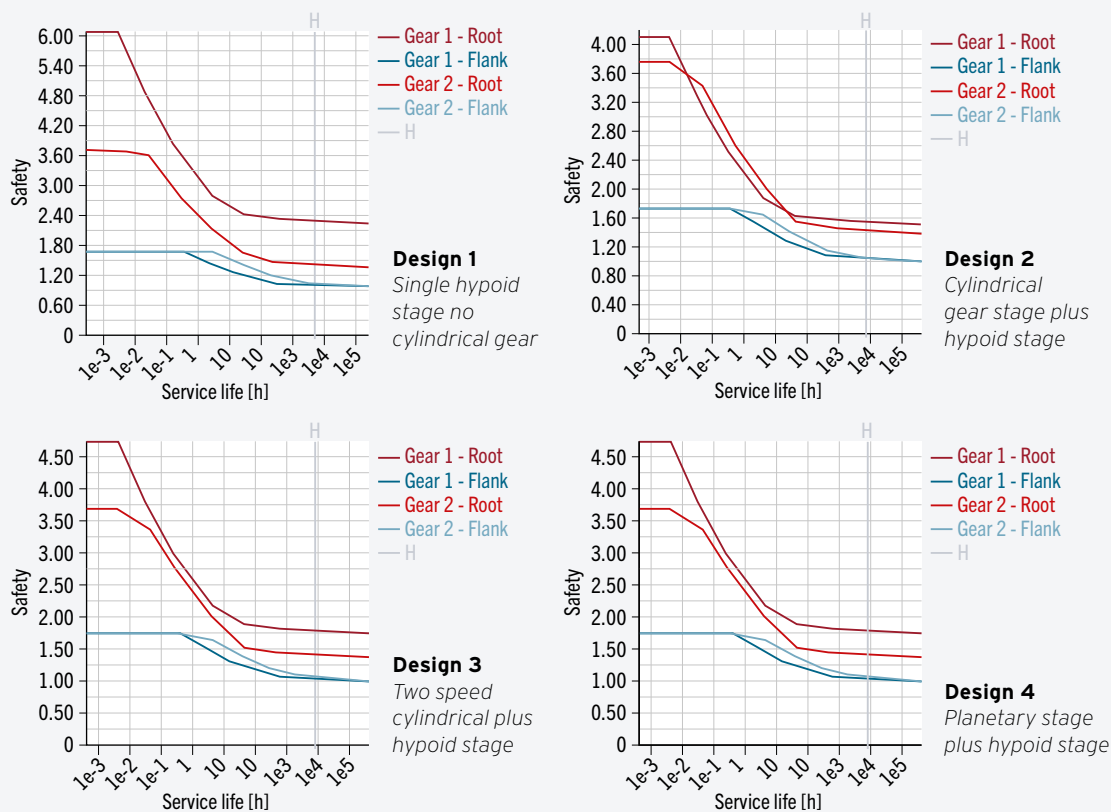 H
6.00
5.40
4.80
4.20
3.60
3.00
2.40
1.80
1.20
0.60
0
Safety
1e-3
1e-2
1e-1
1
10
10
1e3
1e4
1e5
Service life [h]
Gear 1 - Root
Gear 1 - Flank
Gear 2 - Root
Gear 2 - Flank
H
Design 1
Single hypoid
stage no
cylindrical gear
H
4.00
3.60
3.20
2.80
2.40
2.00
1.60
1.20
0.80
0.40
0
Safety
1e-3
1e-2
1e-1
1
10
10
1e3
1e4
1e5
Service life [h]
Gear 1 - Root
Gear 1 - Flank
Gear 2 - Root
Gear 2 - Flank
H
Design 2
Cylindrical
gear stage plus
hypoid stage
H
4.50
4.00
3.50
3.00
2.50
2.00
1.50
1.00
0.50
0
Safety
1e-3
1e-2
1e-1
1
10
10
1e3
1e4
1e5
Service life [h]
Gear 1 - Root
Gear 1 - Flank
Gear 2 - Root
Gear 2 - Flank
H
Design 3
Two speed
cylindrical plus
hypoid stage
H
4.50
4.00
3.50
3.00
2.50
2.00
1.50
1.00
0.50
0
Safety
1e-3
1e-2
1e-1
1
10
10
1e3
1e4
1e5
Service life [h]
Gear 1 - Root
Gear 1 - Flank
Gear 2 - Root
Gear 2 - Flank
H
Design 4
Planetary stage
plus hypoid stage